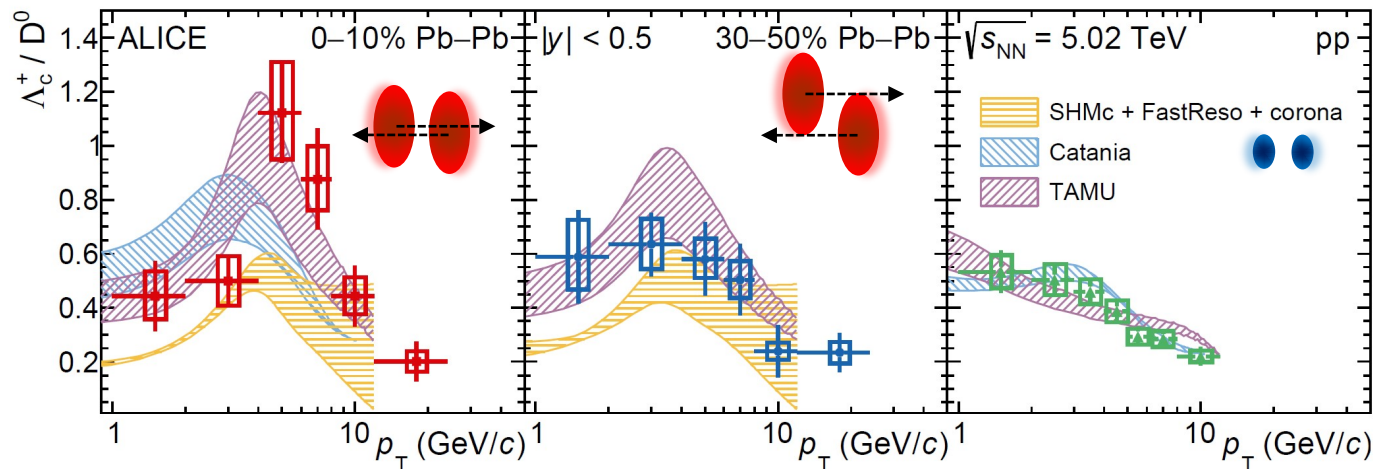 Λc+ / D0
1.4
1.2
1
0.8
0.6
0.4
0.2
ALICE
0–10% Pb–Pb
1
10
pT (GeV/c)
|y| < 0.5
30–50% Pb–Pb
1
10
pT (GeV/c)
√sNN = 5.02 TeV
pp
SHMc + FastReso + corona
Catania
TAMU
1
10
pT (GeV/c)